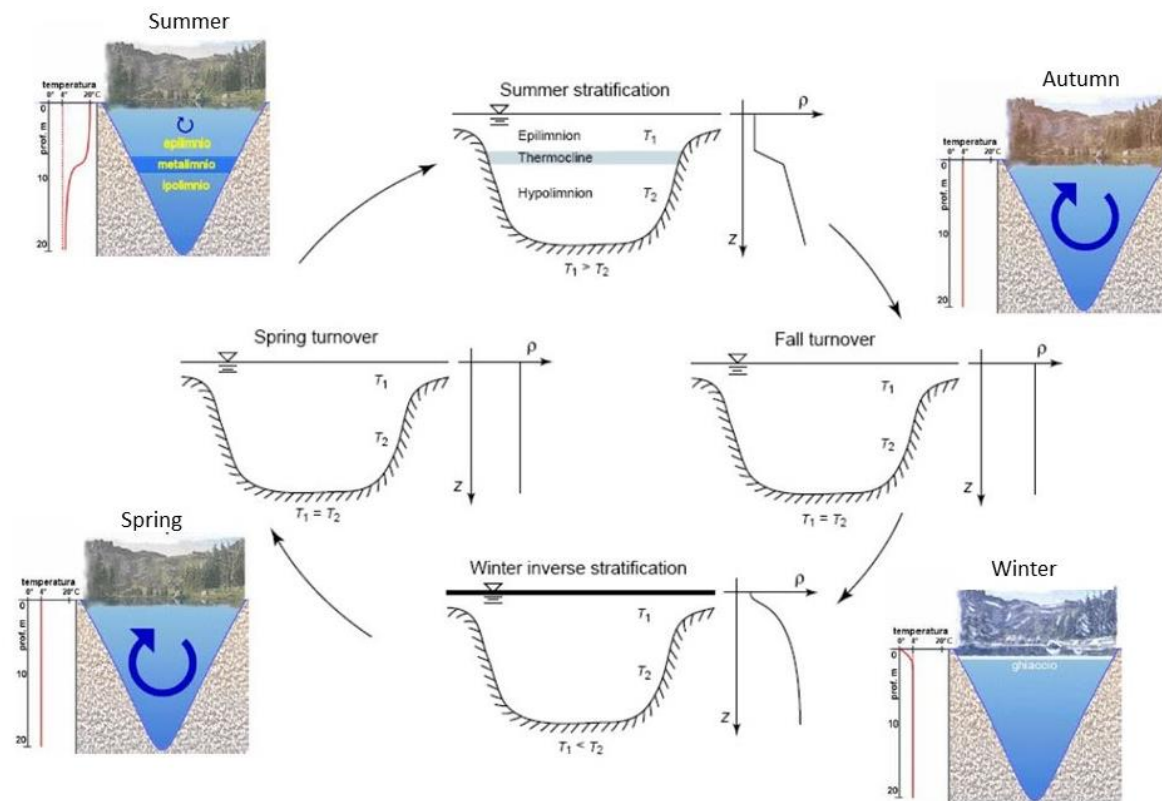 Summer
temperatura
0° 4° 20°C
0
prof. m
10
20
epilimnio
metalimnio
ipolimnio
Summer stratification
ρ
Epilimnion
T1
Thermocline
Hypolimnion
T2
z
T1 > T2
Autumn
temperatura
0° 4° 20°C
0
prof. m
10
20
Spring turnover
ρ
T1
T2
z
T1 = T2
Fall turnover
ρ
T1
T2
z
T1 = T2
Spring
temperatura
0° 4° 20°C
0
prof. m
10
20
Winter inverse stratification
ρ
T1
T2
z
T1 < T2
Winter
temperatura
0° 4° 20°C
0
prof. m
10
20
ghiaccio